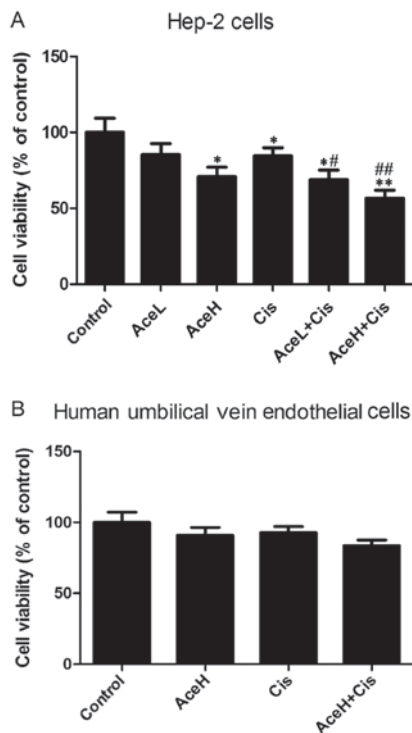 A
Hep-2 cells
Cell viability (% of control)
150
100
50
0
*
*
*#
##
**
Control
AceL
AceH
Cis
AceL+Cis
AceH+Cis
B
Human umbilical vein endothelial cells
Cell viability (% of control)
150
100
50
0
Control
AceH
Cis
AceH+Cis